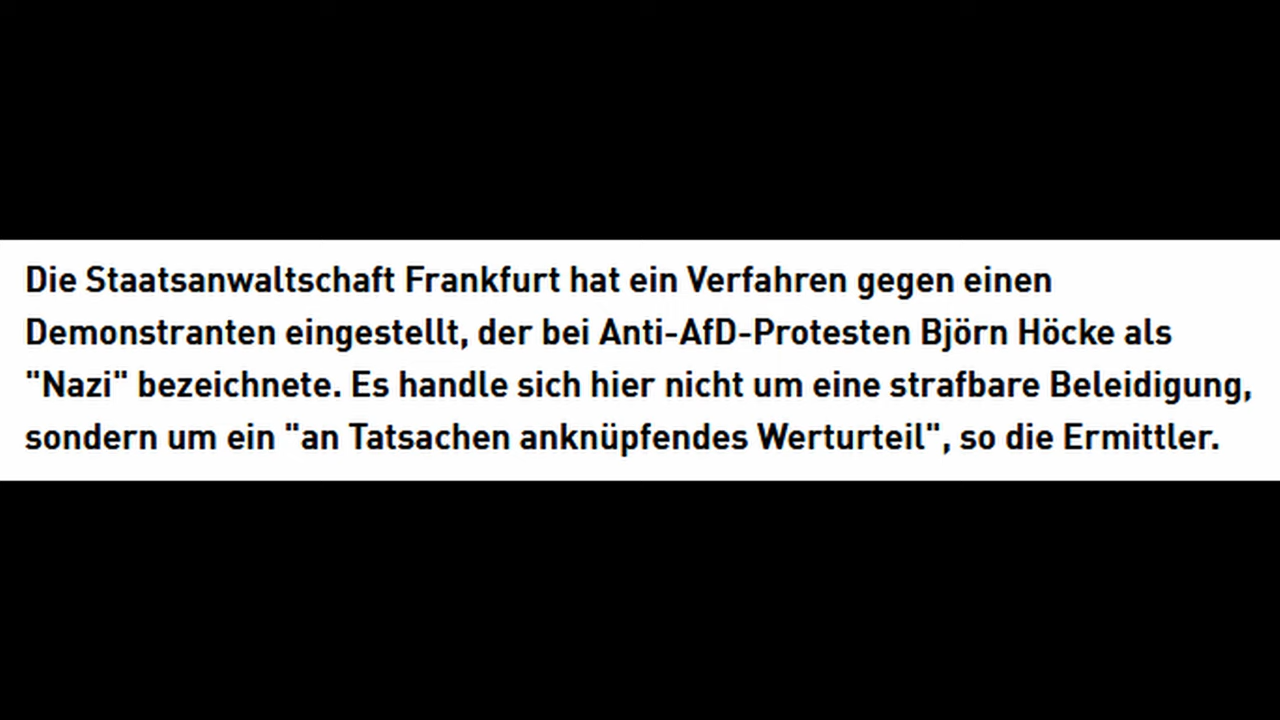 Die Staatsanwaltschaft Frankfurt hat ein Verfahren gegen einen
Demonstranten eingestellt, der bei Anti-AfD-Protesten Björn Höcke als
"Nazi" bezeichnete. Es handle sich hier nicht um eine strafbare Beleidigung,
sondern um ein "an Tatsachen anknüpfendes Werturteil", so die Ermittler.